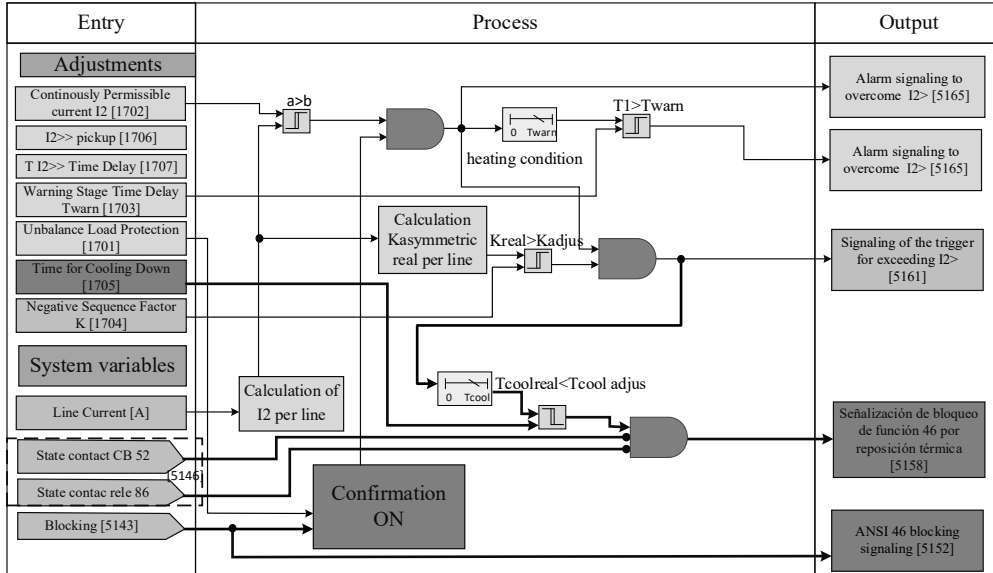 Entry
Process
Output
Adjustments
Continously Permissible
current I2 [1702]
I2>> pickup [1706]
T I2>> Time Delay [1707]
Warning Stage Time Delay
Twarn [1703]
Unbalance Load Protection
[1701]
Time for Cooling Down
[1705]
Negative Sequence Factor
K [1704]
System variables
Line Current [A]
State contact CB 52
[5146]
State contac rele 86
Blocking [5143]
a>b
0 Twarn
heating condition
T1>Twarn
Calculation
Kasymmetric
real per line
Kreal>Kadjus
Calculation of
I2 per line
0 Tcool
Tcoolreal<Tcool adjus
Confirmation
ON
Alarm signaling to
overcome I2> [5165]
Alarm signaling to
overcome I2> [5165]
Signaling of the trigger
for exceeding I2>
[5161]
Señalización de bloqueo
de función 46 por
reposición térmica
[5158]
ANSI 46 blocking
signaling [5152]